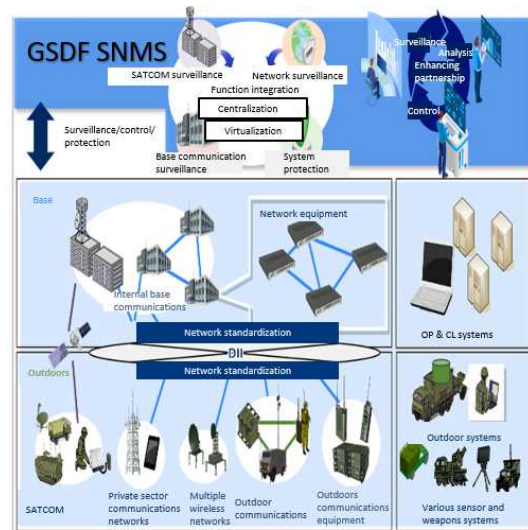 GSDF SNMS
SATCOM surveillance
Network surveillance
Function integration
Centralization
Virtualization
Base communication
surveillance
System
protection
Surveillance
Analysis
Enhancing
partnership
Control
Surveillance/control/
protection
Base
Network equipment
Internal base
communications
OP & CL systems
Network standardization
DII
Network standardization
Outdoors
SATCOM
Private sector
communications
networks
Multiple
wireless
networks
Outdoor
communications
Outdoors
communications
equipment
Outdoor systems
Various sensor and
weapons systems